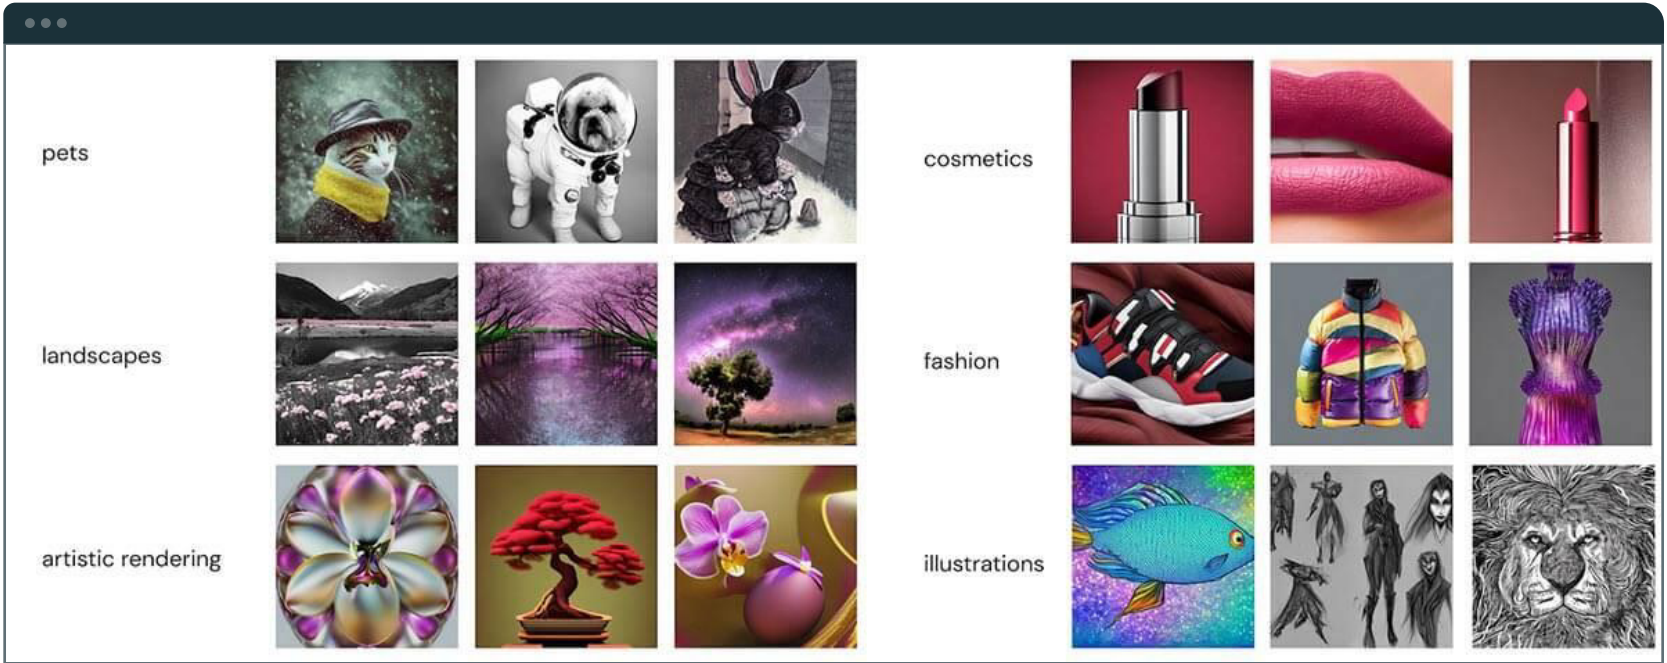 pets
cosmetics
landscapes
fashion
artistic rendering
illustrations